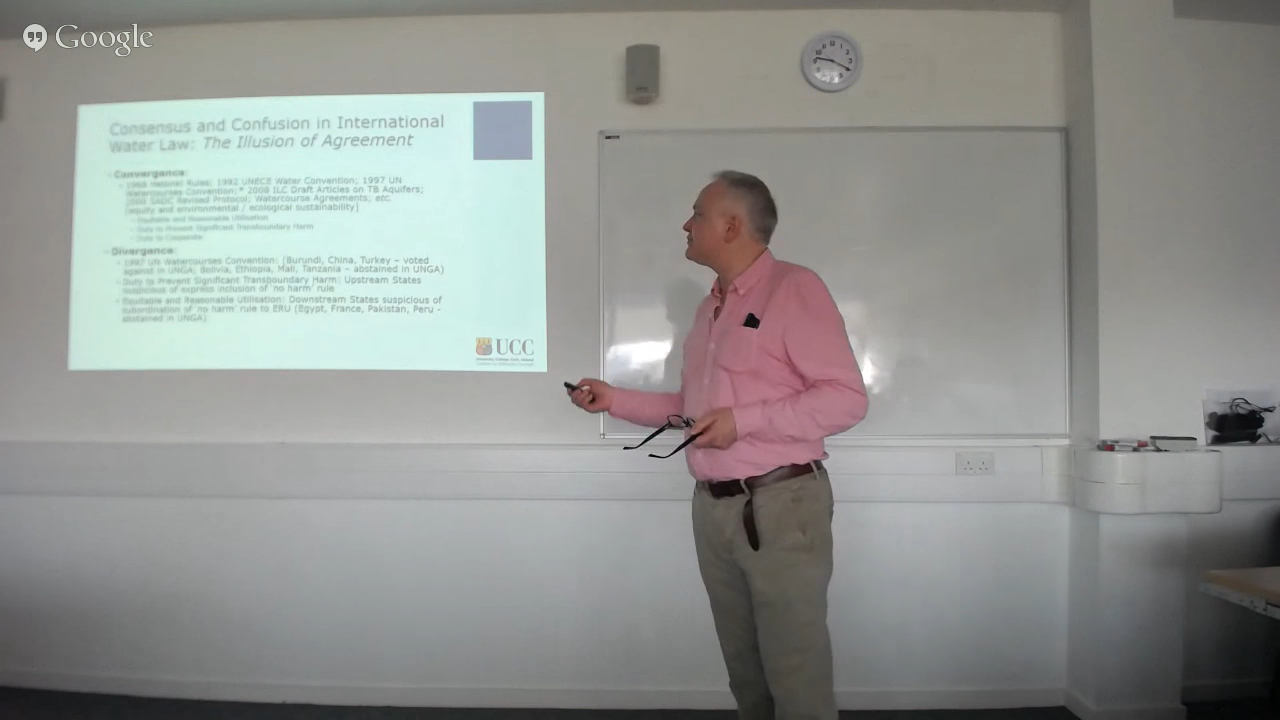 Google
Consensus and Confusion in International
Water Law: The Illusion of Agreement
Convergence:
1966 Helsinki Rules; 1992 UNECE Water Convention; 1997 UN
Watercourses Convention;* 2008 ILC Draft Articles on TB Aquifers;
2000 SADC Revised Protocol; Watercourse Agreements, etc.
[equity and environmental / ecological sustainability]
Equitable and Reasonable Utilisation
Duty to Prevent Significant Transboundary Harm
Duty to Cooperate
Divergence:
1997 UN Watercourses Convention: (Burundi, China, Turkey – voted
against in UNGA; Bolivia, Ethiopia, Mali, Tanzania – abstained in UNGA)
Duty to Prevent Significant Transboundary Harm: Upstream States
suspicious of express inclusion of 'no harm' rule
Equitable and Reasonable Utilisation: Downstream States suspicious of
subordination of 'no harm' rule to ERU (Egypt, France, Pakistan, Peru -
abstained in UNGA)
UCC
University College Cork, Ireland